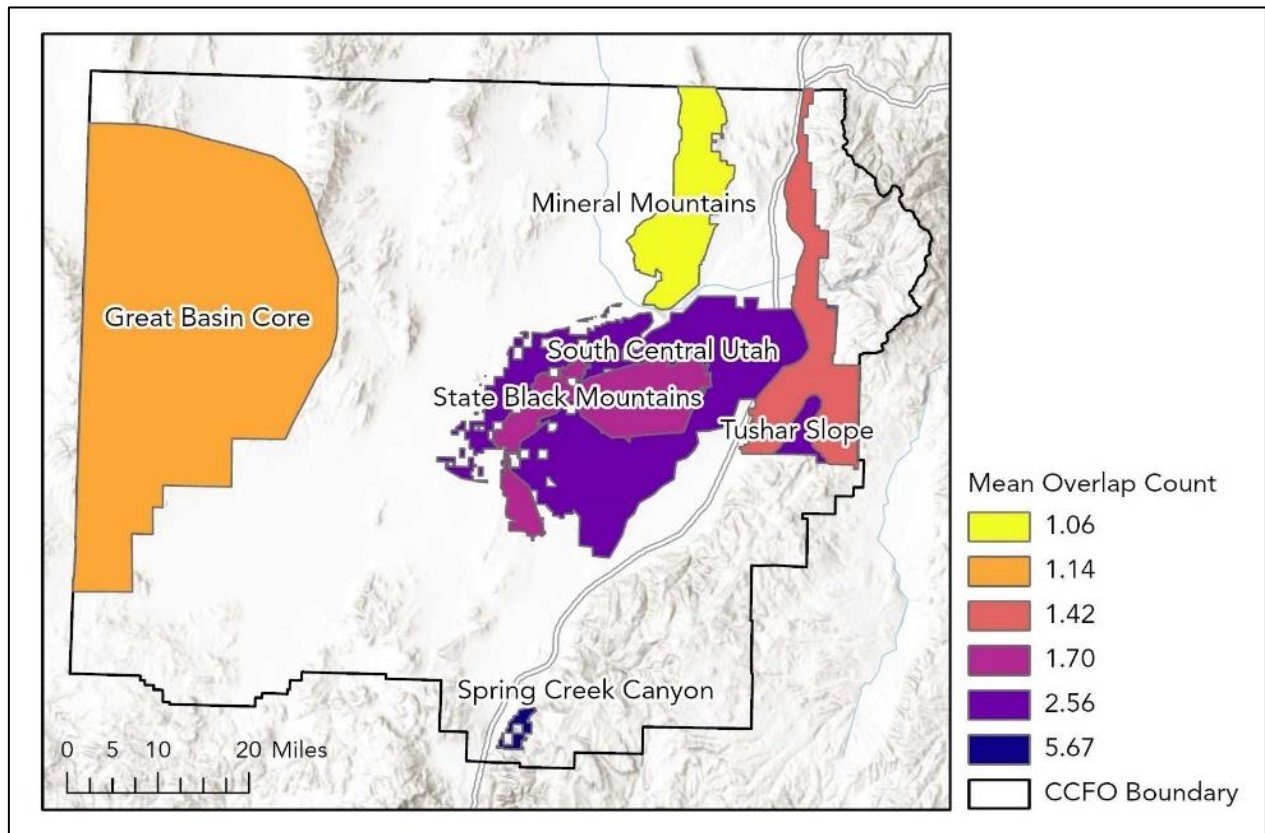 Mineral Mountains
Great Basin Core
South Central Utah
State Black Mountains
Tushar Slope
Spring Creek Canyon
0 5 10 20 Miles
Mean Overlap Count
1.06
1.14
1.42
1.70
2.56
5.67
CCFO Boundary